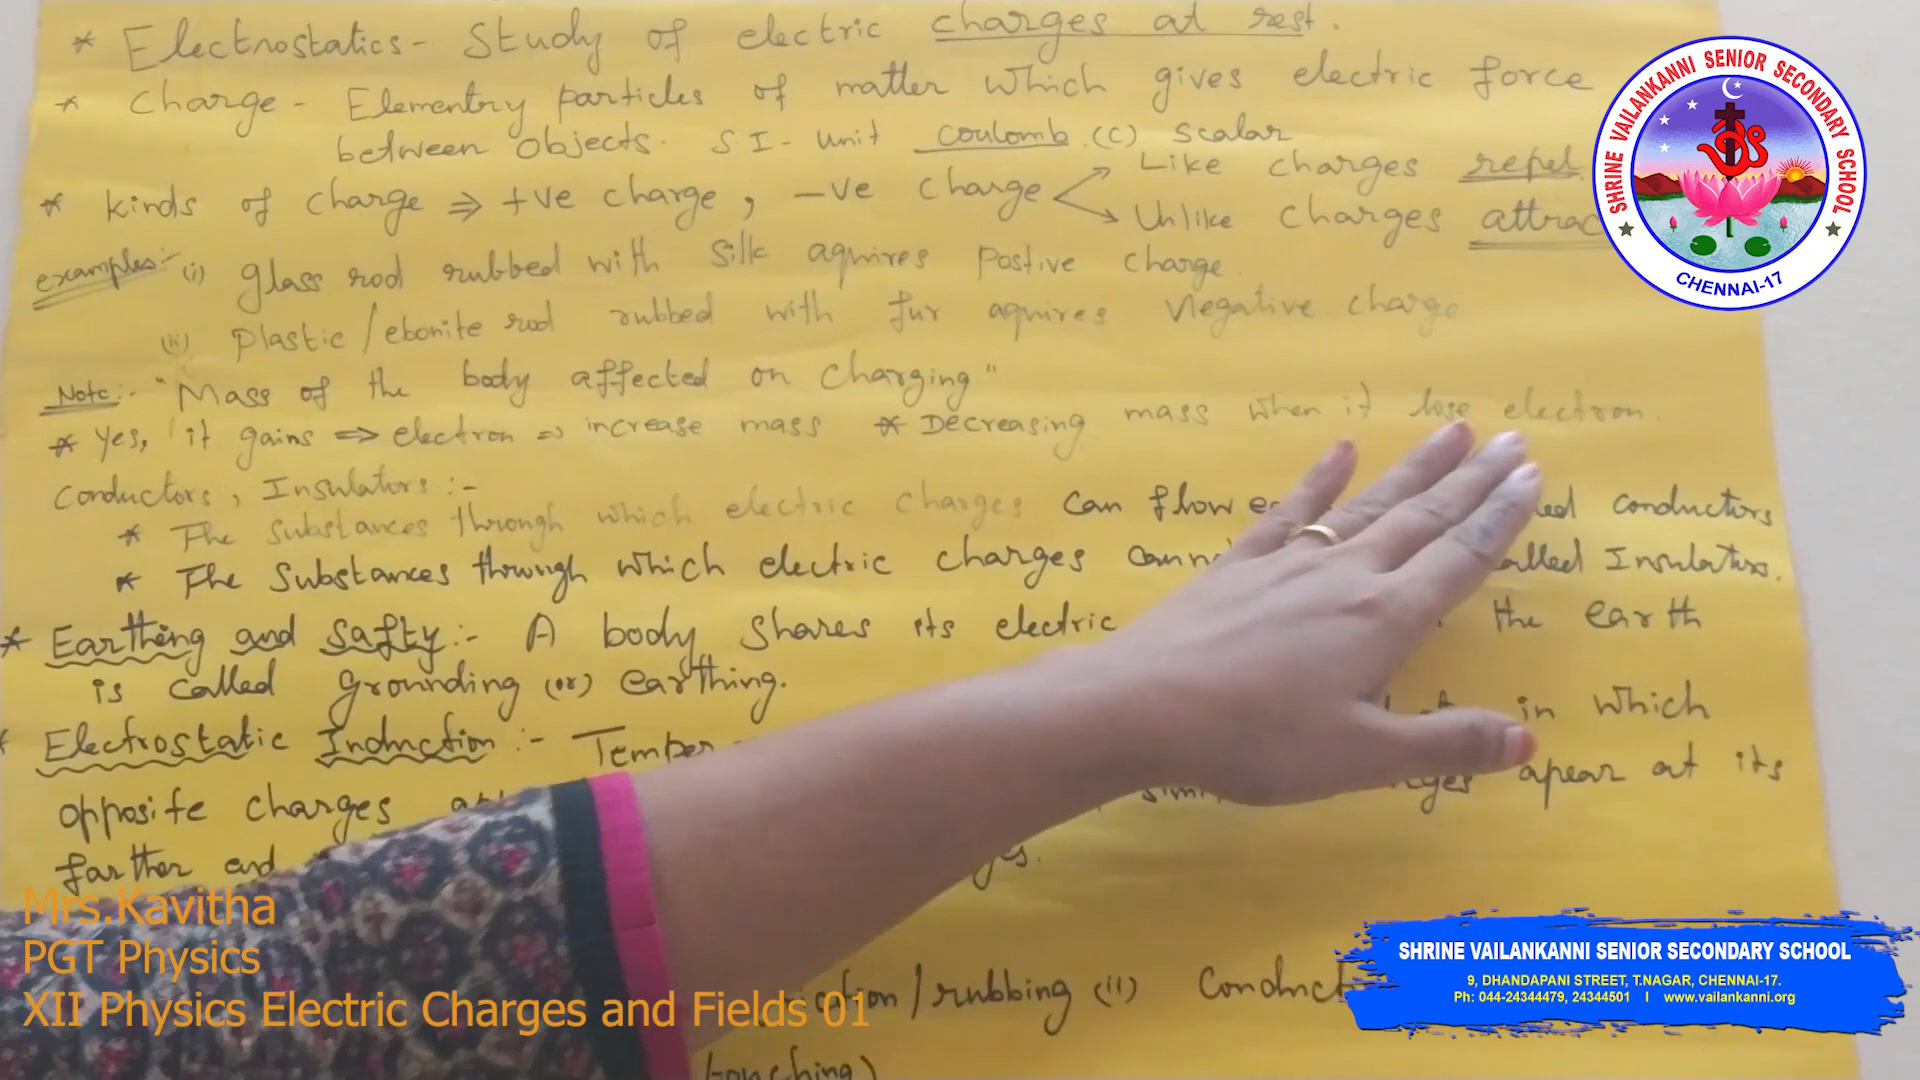 * Electrostatics - Study of electric charges at rest.
* Charge - Elementry particles of matter which gives electric force
between objects. S.I - unit coulomb (c) scalar
* Kinds of charge ⇒ +ve charge, -ve charge
Like charges repel
Unlike charges attrac
examples:-
(i) glass rod rubbed with silk aquires postive charge.
(ii) Plastic/ebonite rod rubbed with fur aquires negative charge
Note:- "Mass of the body affected on charging"
* Yes, it gains ⇒ electron ⇒ increase mass * Decreasing mass when it lose electron.
Conductors, Insulators:-
* The substances through which electric charges can flow conductors
* The substances through which electric charges called Insulators.
* Earthing and Safty:- A body shares its electric the earth
is called grounding (or) earthing.
Electrostatic Induction:- in which
opposite charges apear at its
farther end
/rubbing (ii)
SHRINE VAILANKANNI SENIOR SECONDARY SCHOOL
CHENNAI-17
Mrs.Kavitha
PGT Physics
XII Physics Electric Charges and Fields 01
SHRINE VAILANKANNI SENIOR SECONDARY SCHOOL
9, DHANDAPANI STREET, T.NAGAR, CHENNAI-17.
Ph: 044-24344479, 24344501 I www.vailankanni.org